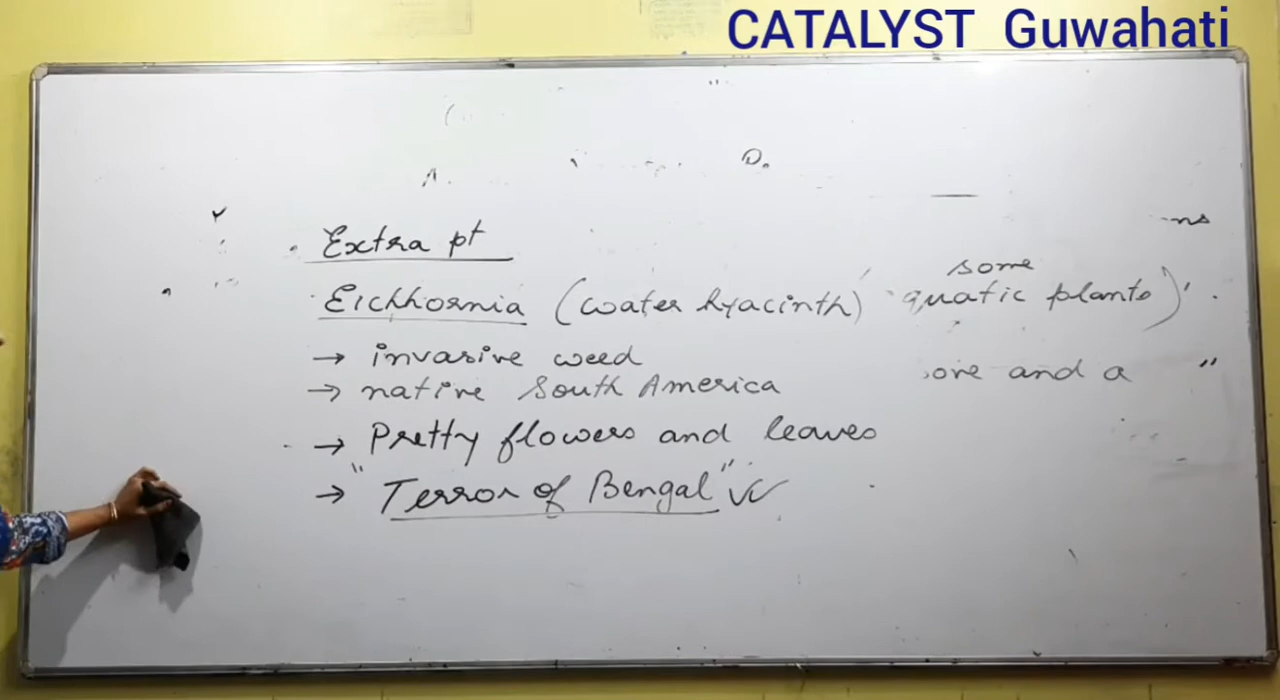 CATALYST Guwahati
D.
ns
Extra pt
some
Eichhornia (water hyacinth) quatic plants)
→ invasive weed
and a
→ native South America
→ Pretty flowers and leaves
→ "Terror of Bengal"